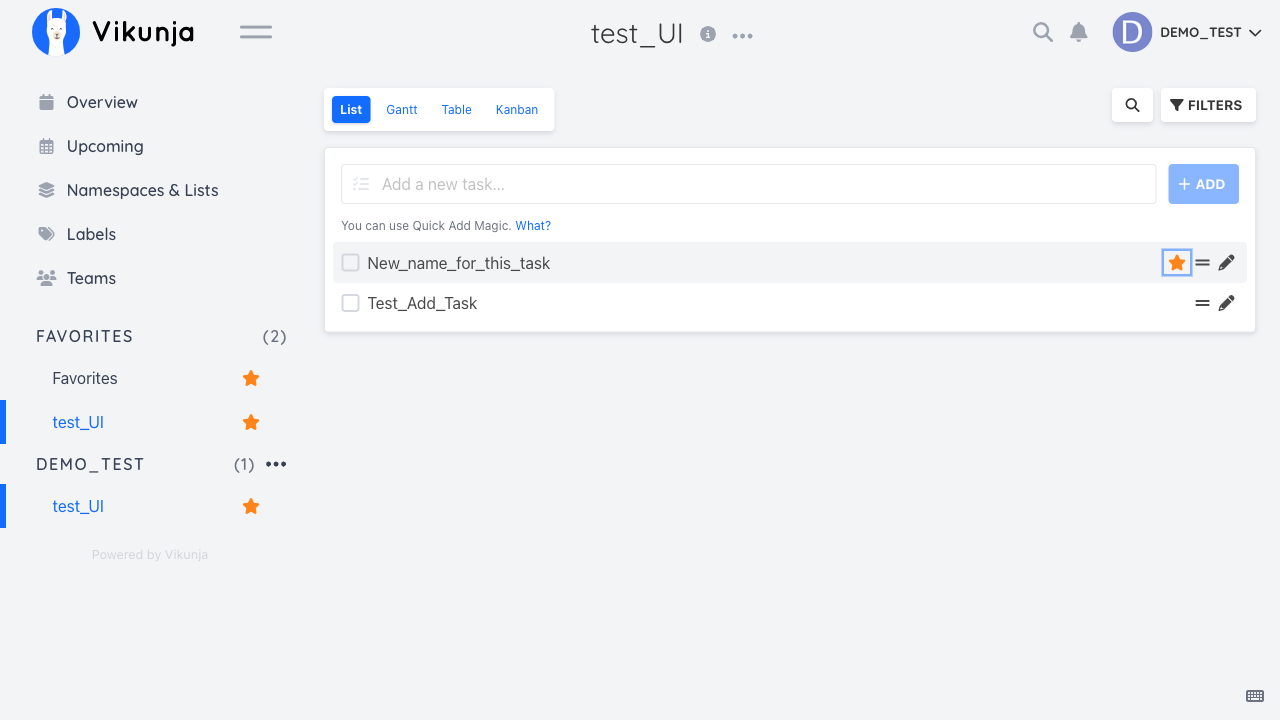 Vikunja
test_UI
D DEMO_TEST
Overview
Upcoming
Namespaces & Lists
Labels
Teams
FAVORITES (2)
Favorites
test_UI
DEMO_TEST (1)
test_UI
Powered by Vikunja
List Gantt Table Kanban
FILTERS
Add a new task...
ADD
You can use Quick Add Magic. What?
New_name_for_this_task
Test_Add_Task